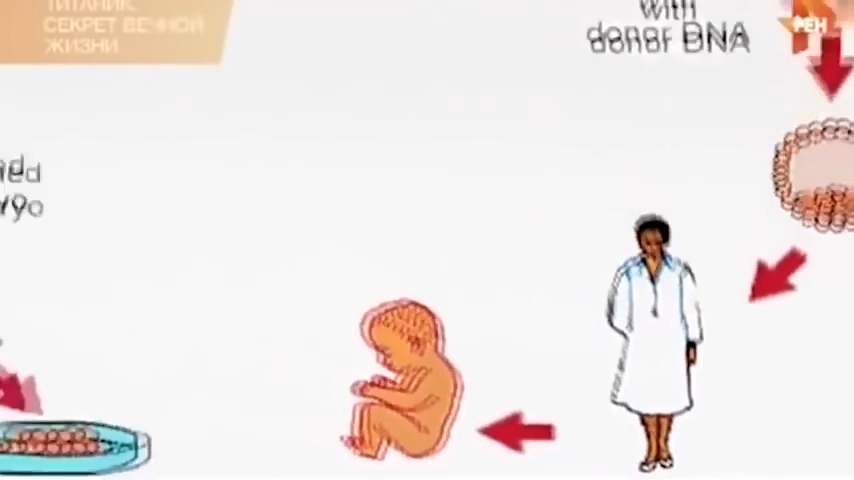 ТИТАНИК.
СЕКРЕТ ВЕЧНОЙ
ЖИЗНИ
with
donor DNA
РЕН